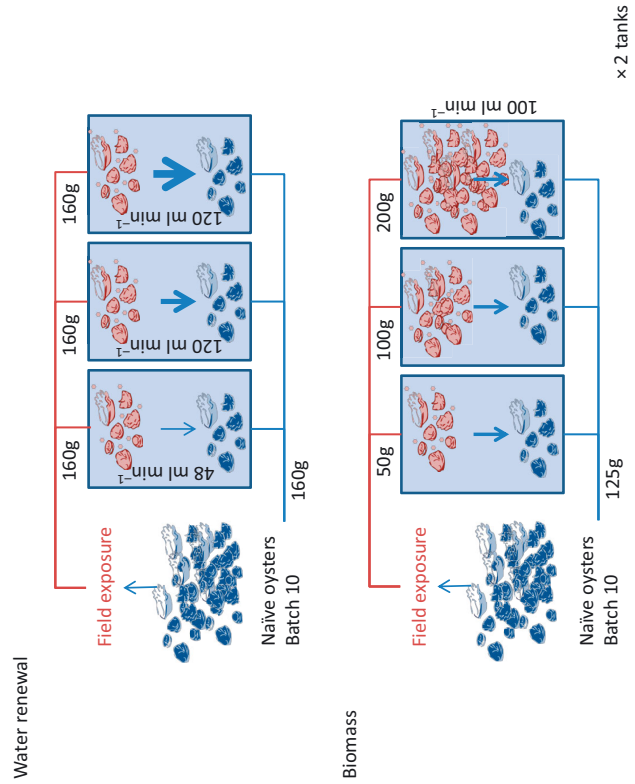 Water renewal
160g
160g
160g
Field exposure
48 ml min⁻¹
120 ml min⁻¹
120 ml min⁻¹
Naïve oysters
Batch 10
160g
Biomass
50g
100g
200g
Field exposure
100 ml min⁻¹
Naïve oysters
Batch 10
125g
× 2 tanks